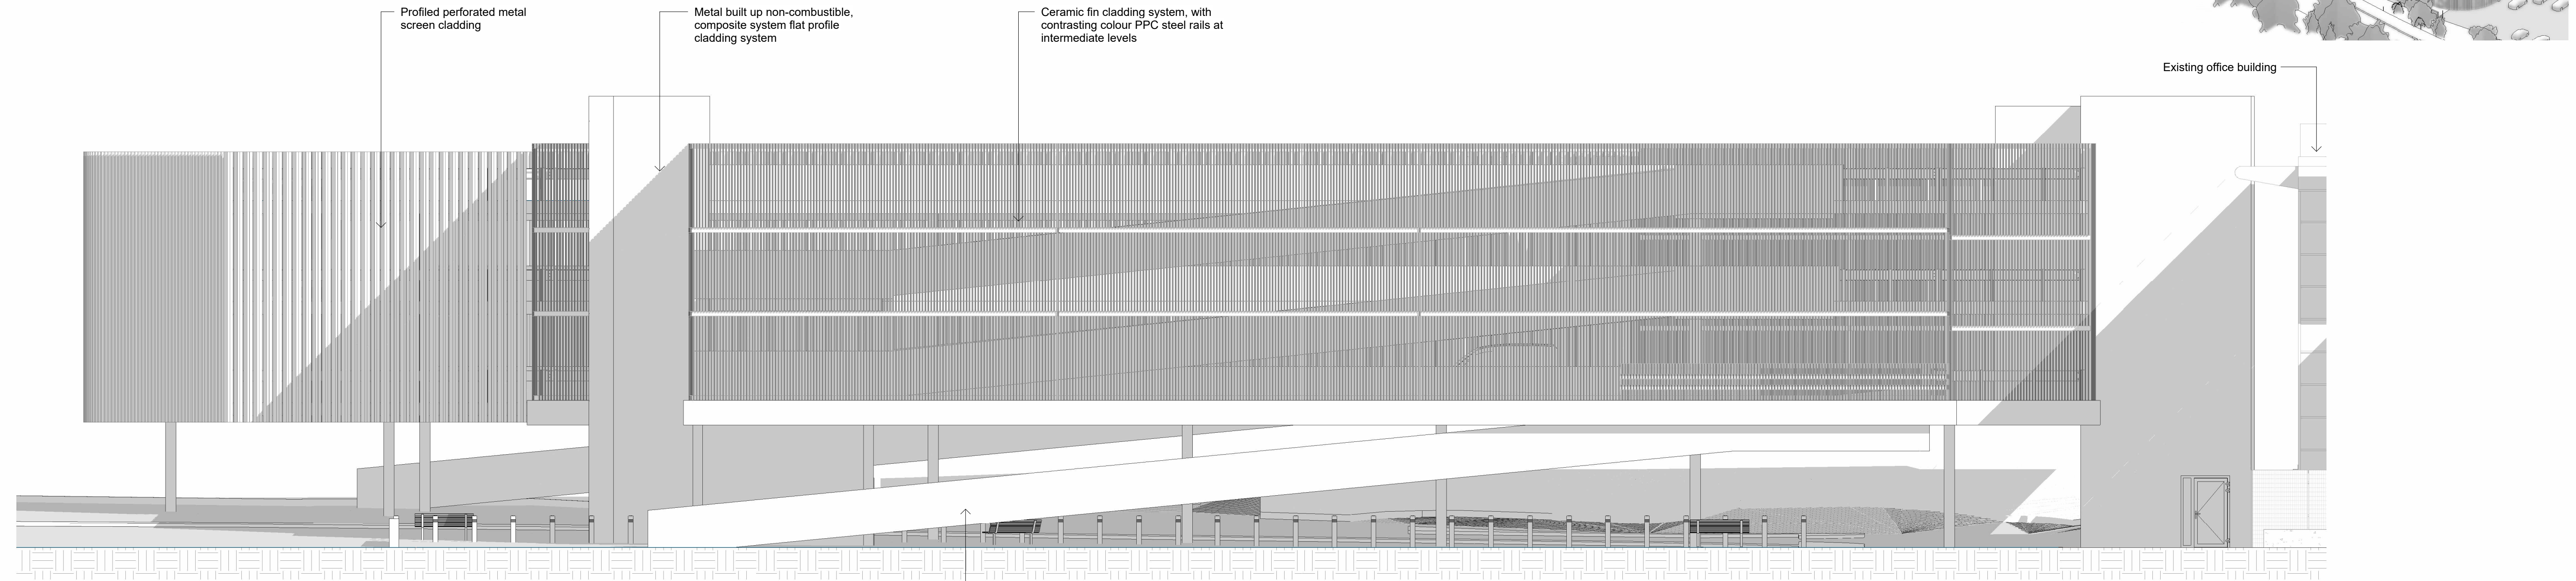 Profiled perforated metal
screen cladding
Metal built up non-combustible,
composite system flat profile
cladding system
Ceramic fin cladding system, with
contrasting colour PPC steel rails at
intermediate levels
Existing office building